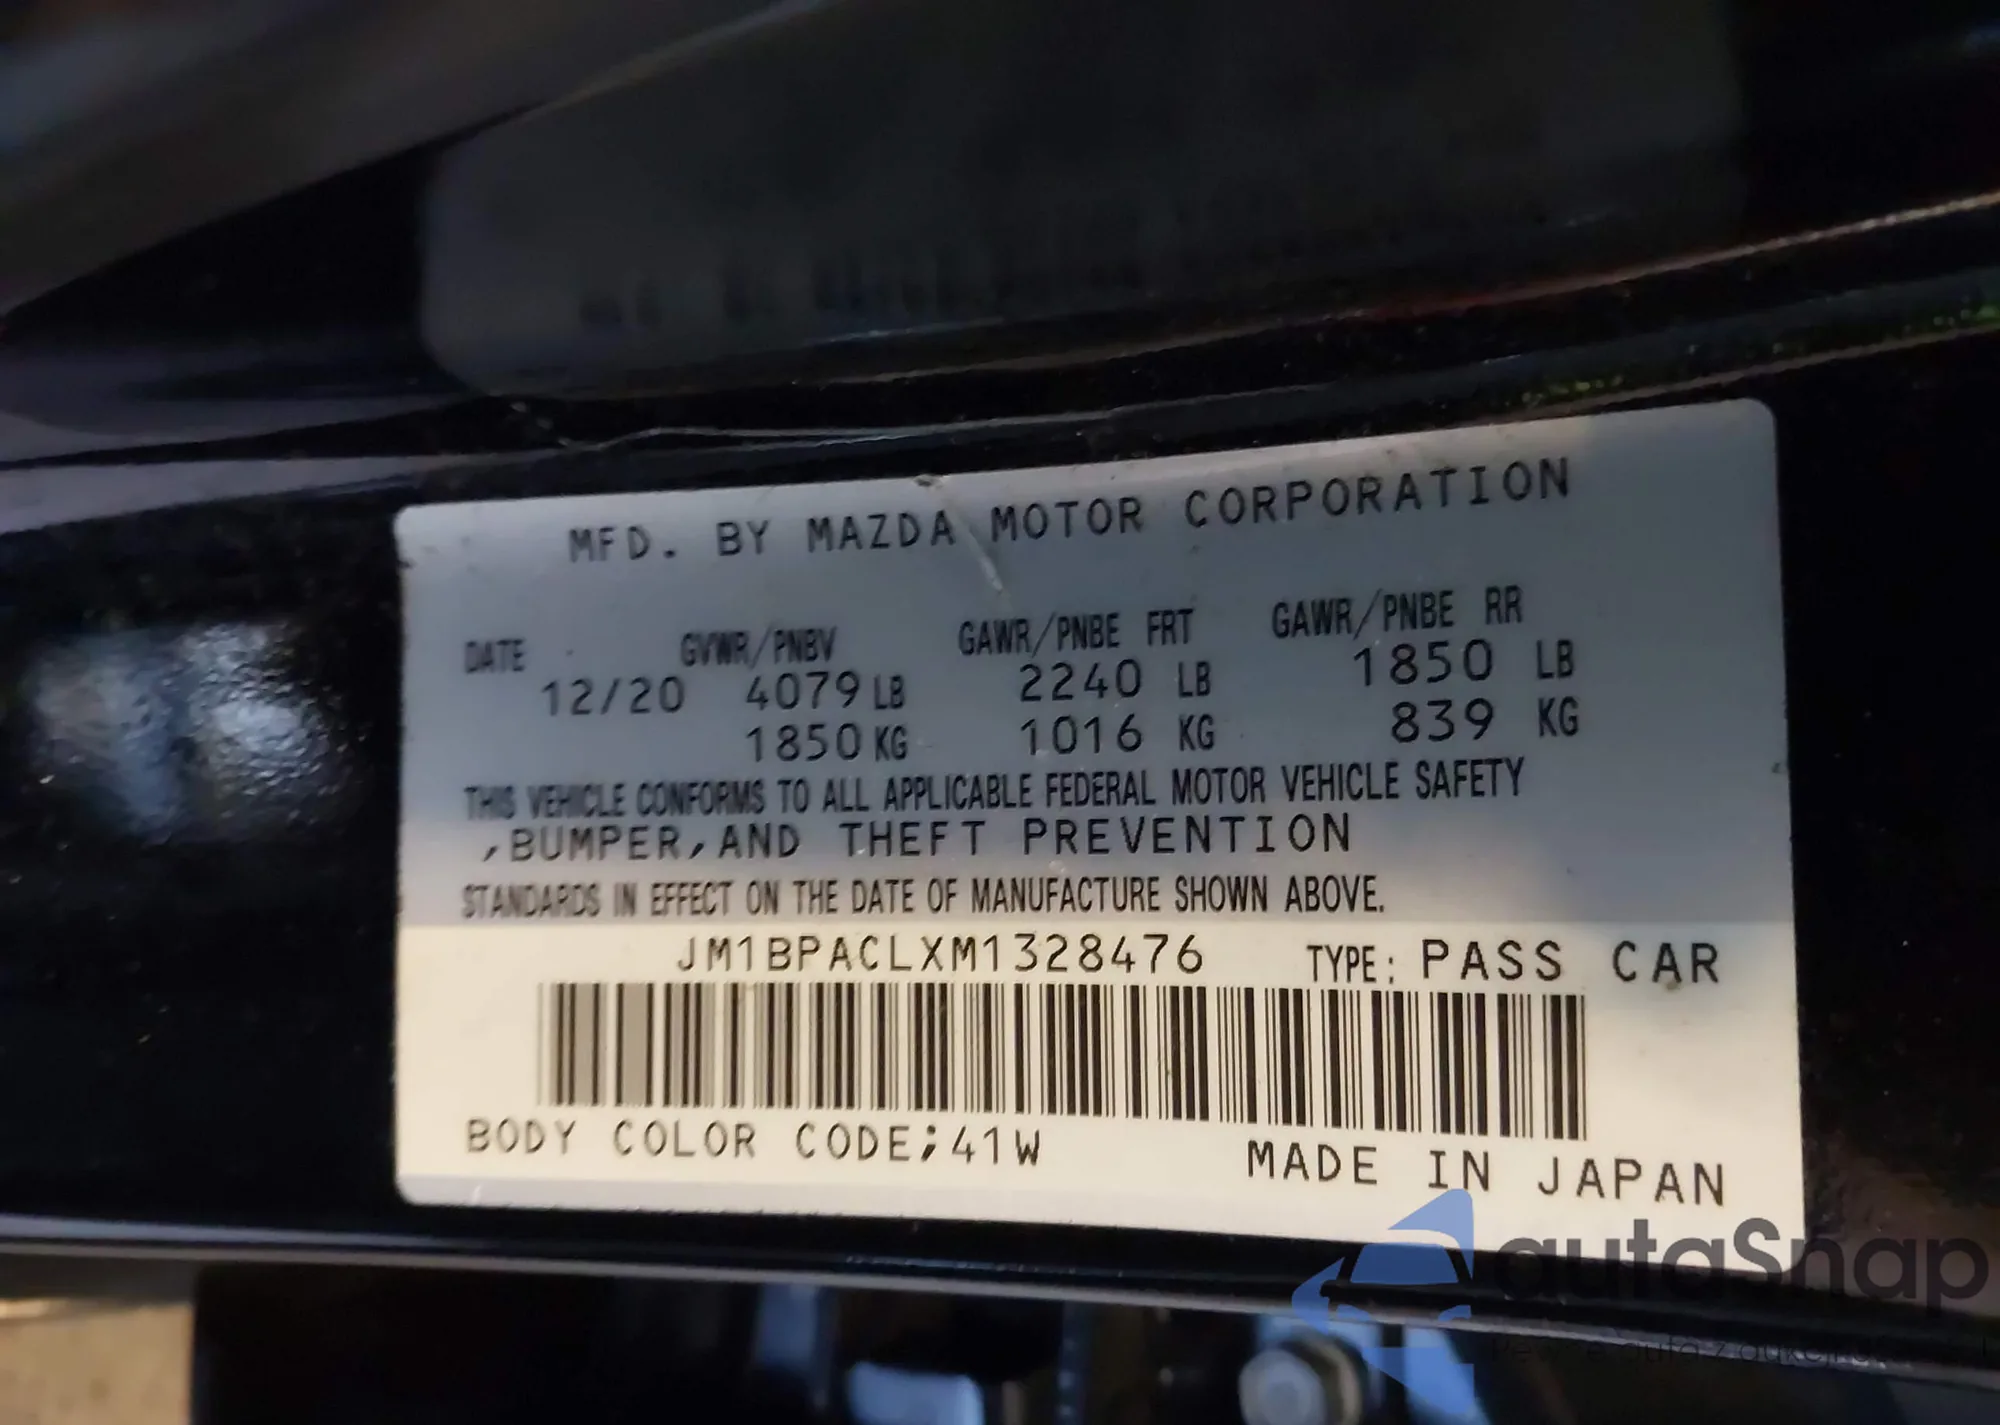 MFD. BY MAZDA MOTOR CORPORATION
DATE GVWR/PNBV GAWR/PNBE FRT GAWR/PNBE RR
12/20 4079 LB 2240 LB 1850 LB
1850 KG 1016 KG 839 KG
THIS VEHICLE CONFORMS TO ALL APPLICABLE FEDERAL MOTOR VEHICLE SAFETY
,BUMPER,AND THEFT PREVENTION
STANDARDS IN EFFECT ON THE DATE OF MANUFACTURE SHOWN ABOVE.
JM1BPACLXM1328476 TYPE: PASS CAR
BODY COLOR CODE;41W MADE IN JAPAN
autaSnap